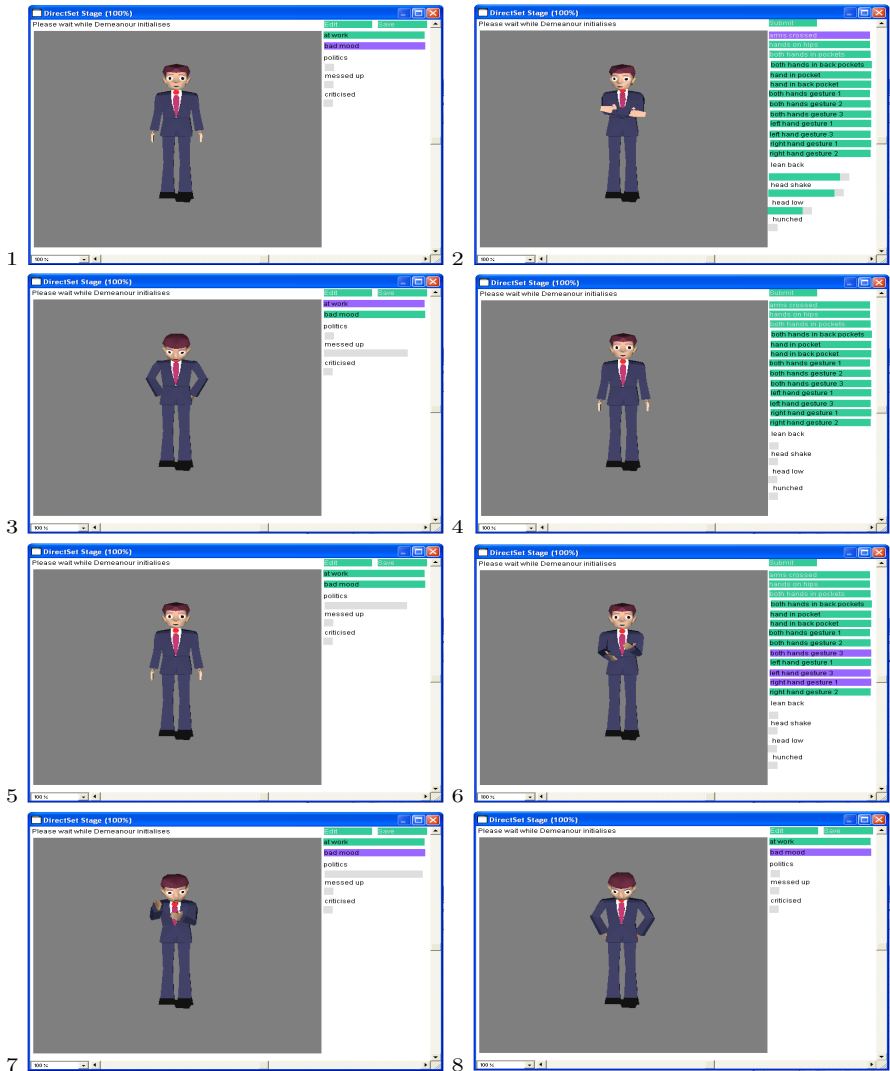 DirectSet Stage (100%)
Please wait while Demeanour initialises
Edit Save
at work
bad mood
politics
messed up
criticised
100 %
1
DirectSet Stage (100%)
Please wait while Demeanour initialises
Submit
arms crossed
hands on hips
both hands in pockets
both hands in back pockets
hand in pocket
hand in back pocket
both hands gesture 1
both hands gesture 2
both hands gesture 3
left hand gesture 1
left hand gesture 3
right hand gesture 1
right hand gesture 2
lean back
head shake
head low
hunched
100 %
2
DirectSet Stage (100%)
Please wait while Demeanour initialises
Edit Save
at work
bad mood
politics
messed up
criticised
100 %
3
DirectSet Stage (100%)
Please wait while Demeanour initialises
Submit
arms crossed
hands on hips
both hands in pockets
both hands in back pockets
hand in pocket
hand in back pocket
both hands gesture 1
both hands gesture 2
both hands gesture 3
left hand gesture 1
left hand gesture 3
right hand gesture 1
right hand gesture 2
lean back
head shake
head low
hunched
100 %
4
DirectSet Stage (100%)
Please wait while Demeanour initialises
Edit Save
at work
bad mood
politics
messed up
criticised
100 %
5
DirectSet Stage (100%)
Please wait while Demeanour initialises
Submit
arms crossed
hands on hips
both hands in pockets
both hands in back pockets
hand in pocket
hand in back pocket
both hands gesture 1
both hands gesture 2
both hands gesture 3
left hand gesture 1
left hand gesture 3
right hand gesture 1
right hand gesture 2
lean back
head shake
head low
hunched
100 %
6
DirectSet Stage (100%)
Please wait while Demeanour initialises
Edit Save
at work
bad mood
politics
messed up
criticised
100 %
7
DirectSet Stage (100%)
Please wait while Demeanour initialises
Edit Save
at work
bad mood
politics
messed up
criticised
100 %
8